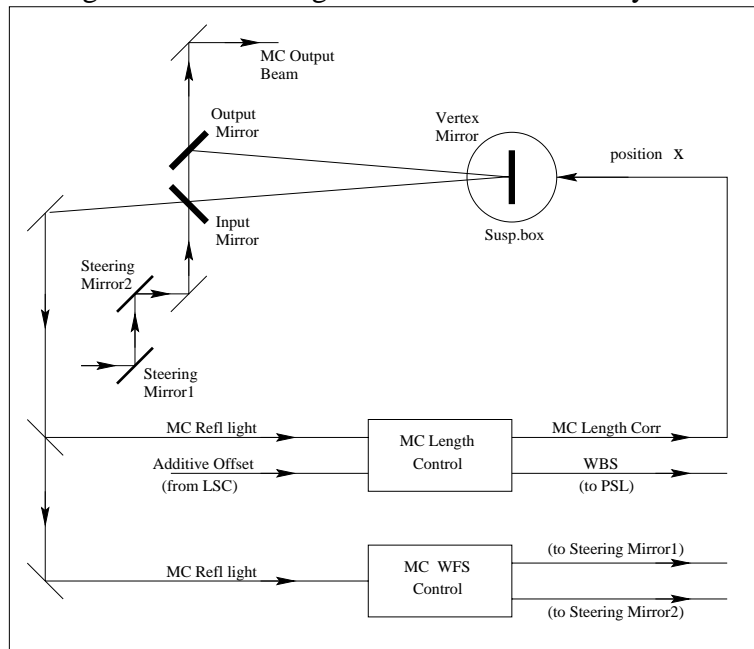 MC Output
Beam
Output
Mirror
Vertex
Mirror
position X
Input
Mirror
Susp.box
Steering
Mirror2
Steering
Mirror1
MC Refl light
MC Length
Control
MC Length Corr
Additive Offset
(from LSC)
WBS
(to PSL)
MC Refl light
MC WFS
Control
(to Steering Mirror1)
(to Steering Mirror2)